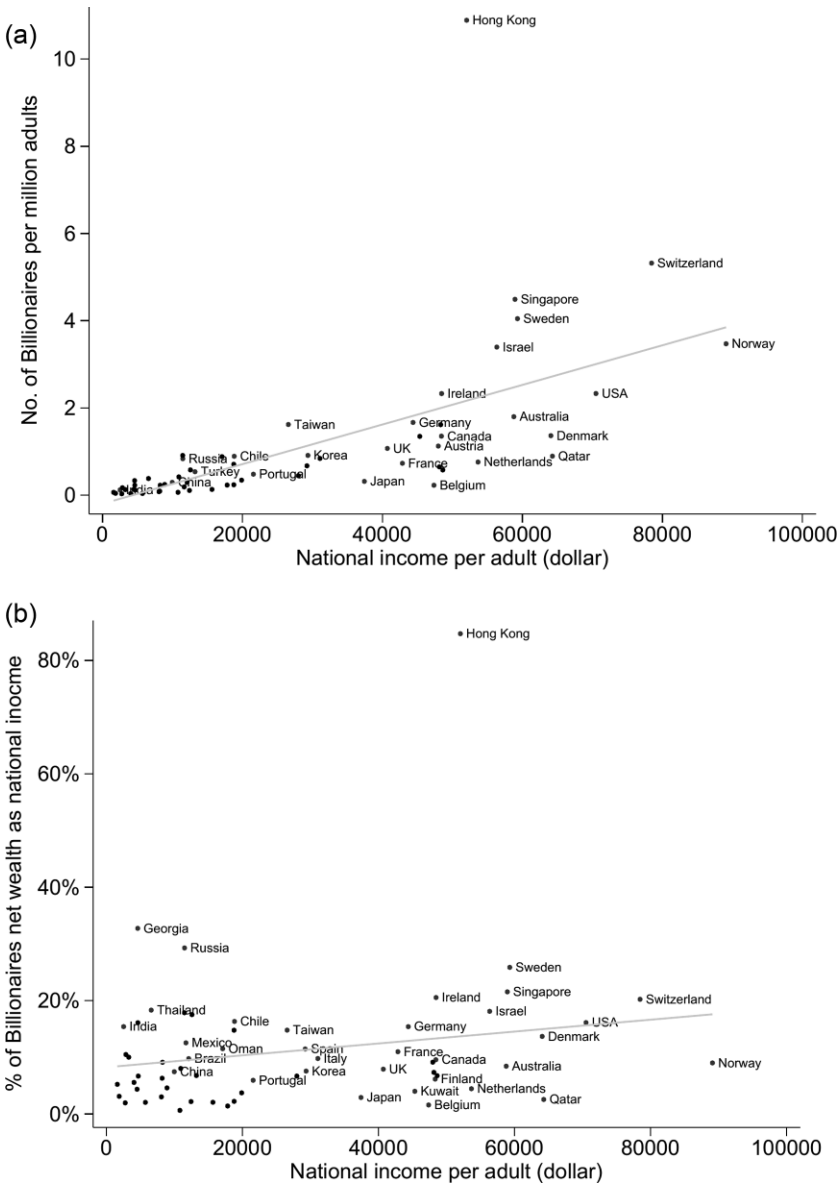 (a)
No. of Billionaires per million adults
10
8
6
4
2
0
Hong Kong
Switzerland
Singapore
Sweden
Israel
Norway
Ireland
USA
Taiwan
Germany
Australia
Canada
Denmark
Austria
UK
Russia
Chile
Korea
France
Netherlands
Qatar
Turkey
Portugal
China
Japan
Belgium
India
0 20000 40000 60000 80000 100000
National income per adult (dollar)
(b)
% of Billionaires net wealth as national inocme
80%
60%
40%
20%
0%
Hong Kong
Georgia
Russia
Sweden
Singapore
Ireland
Switzerland
Thailand
Israel
Chile
USA
India
Taiwan
Germany
Denmark
Mexico
Oman
Spain
France
Brazil
Italy
Canada
Norway
Australia
China
Korea
UK
Portugal
Finland
Kuwait
Netherlands
Japan
Belgium
Qatar
0 20000 40000 60000 80000 100000
National income per adult (dollar)